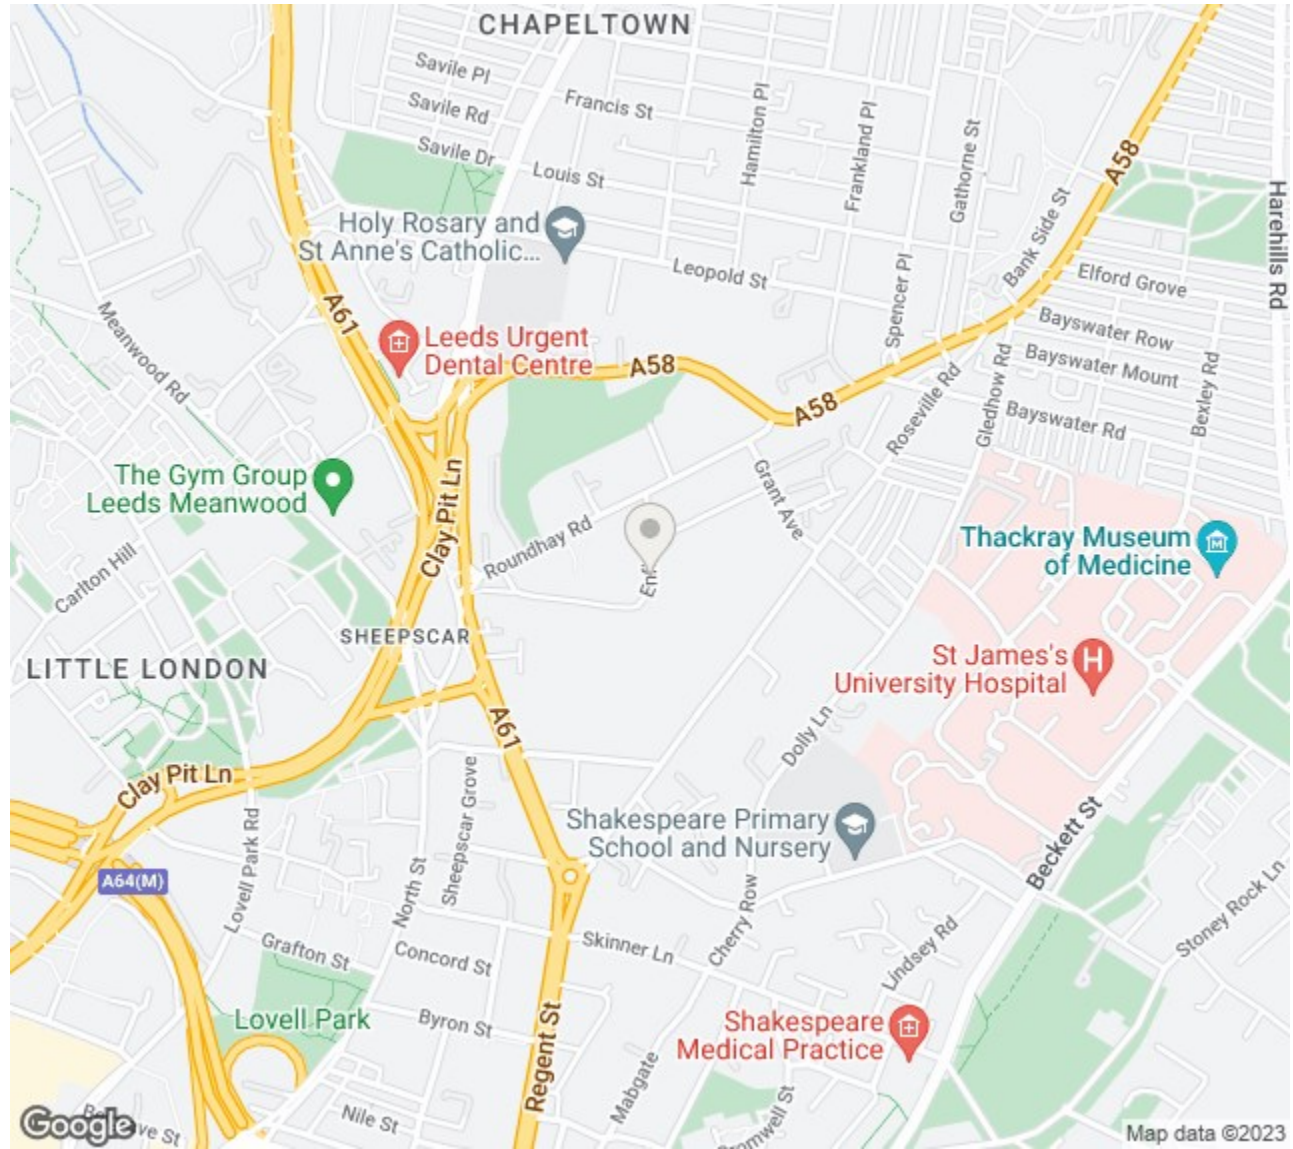 CHAPELTOWN
Savile Pl
Savile Rd
Francis St
Hamilton Pl
Frankland Pl
Gathorne St
A58
Savile Dr
Louis St
Harehills Rd
Holy Rosary and
St Anne's Catholic...
Leopold St
Spencer Pl
Bank Side St
Elford Grove
A61
Meanwood Rd
Leeds Urgent
Dental Centre
A58
A58
Bayswater Row
Bayswater Mount
Bayswater Rd
Bexley Rd
Roseville Rd
Gledhow Rd
The Gym Group
Leeds Meanwood
Clay Pit Ln
Roundhay Rd
Grant Ave
Thackray Museum
of Medicine
Carlton Hill
SHEEPSCAR
LITTLE LONDON
St James's
University Hospital
H
A61
Dolly Ln
Clay Pit Ln
Sheepscar Grove
Shakespeare Primary
School and Nursery
Beckett St
A64(M)
Lovell Park Rd
North St
Cherry Row
Stoney Rock Ln
Grafton St
Concord St
Skinner Ln
Lindsey Rd
Lovell Park
Byron St
Regent St
Shakespeare
Medical Practice
Mabgate
Nile St
Google
Map data ©2023